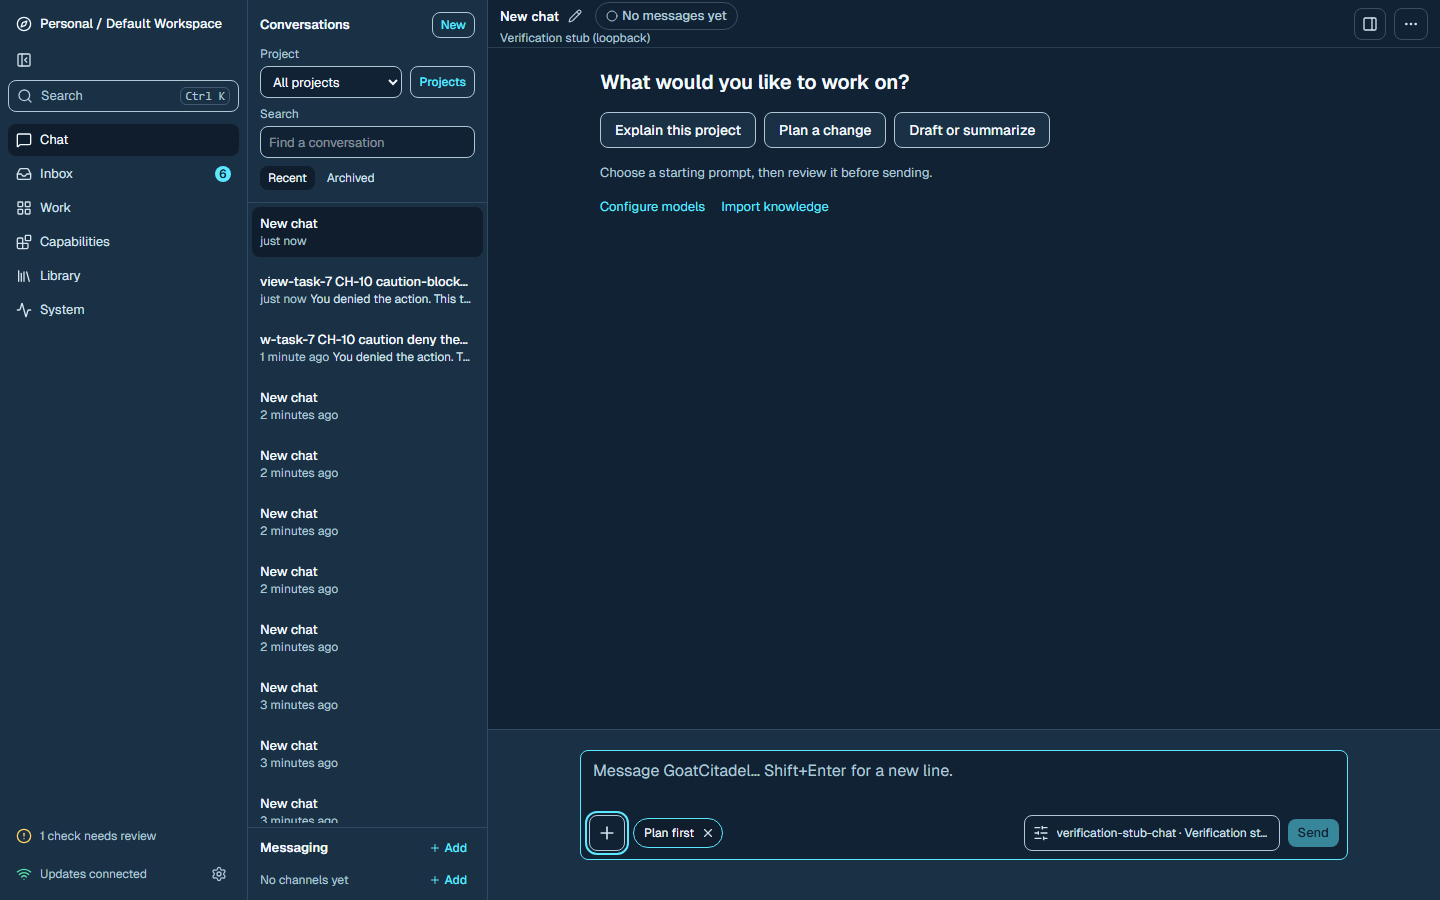 Personal / Default Workspace
Search
Ctrl K
Chat
Inbox
6
Work
Capabilities
Library
System
1 check needs review
Updates connected
Conversations
New
Project
All projects
Projects
Search
Find a conversation
Recent
Archived
New chat
just now
view-task-7 CH-10 caution-block...
just now You denied the action. This t...
w-task-7 CH-10 caution deny the...
1 minute ago You denied the action. T...
New chat
2 minutes ago
New chat
2 minutes ago
New chat
2 minutes ago
New chat
2 minutes ago
New chat
2 minutes ago
New chat
3 minutes ago
New chat
3 minutes ago
New chat
3 minutes ago
Messaging
+ Add
No channels yet
+ Add
New chat
No messages yet
Verification stub (loopback)
What would you like to work on?
Explain this project
Plan a change
Draft or summarize
Choose a starting prompt, then review it before sending.
Configure models
Import knowledge
Message GoatCitadel... Shift+Enter for a new line.
Plan first
verification-stub-chat · Verification st...
Send